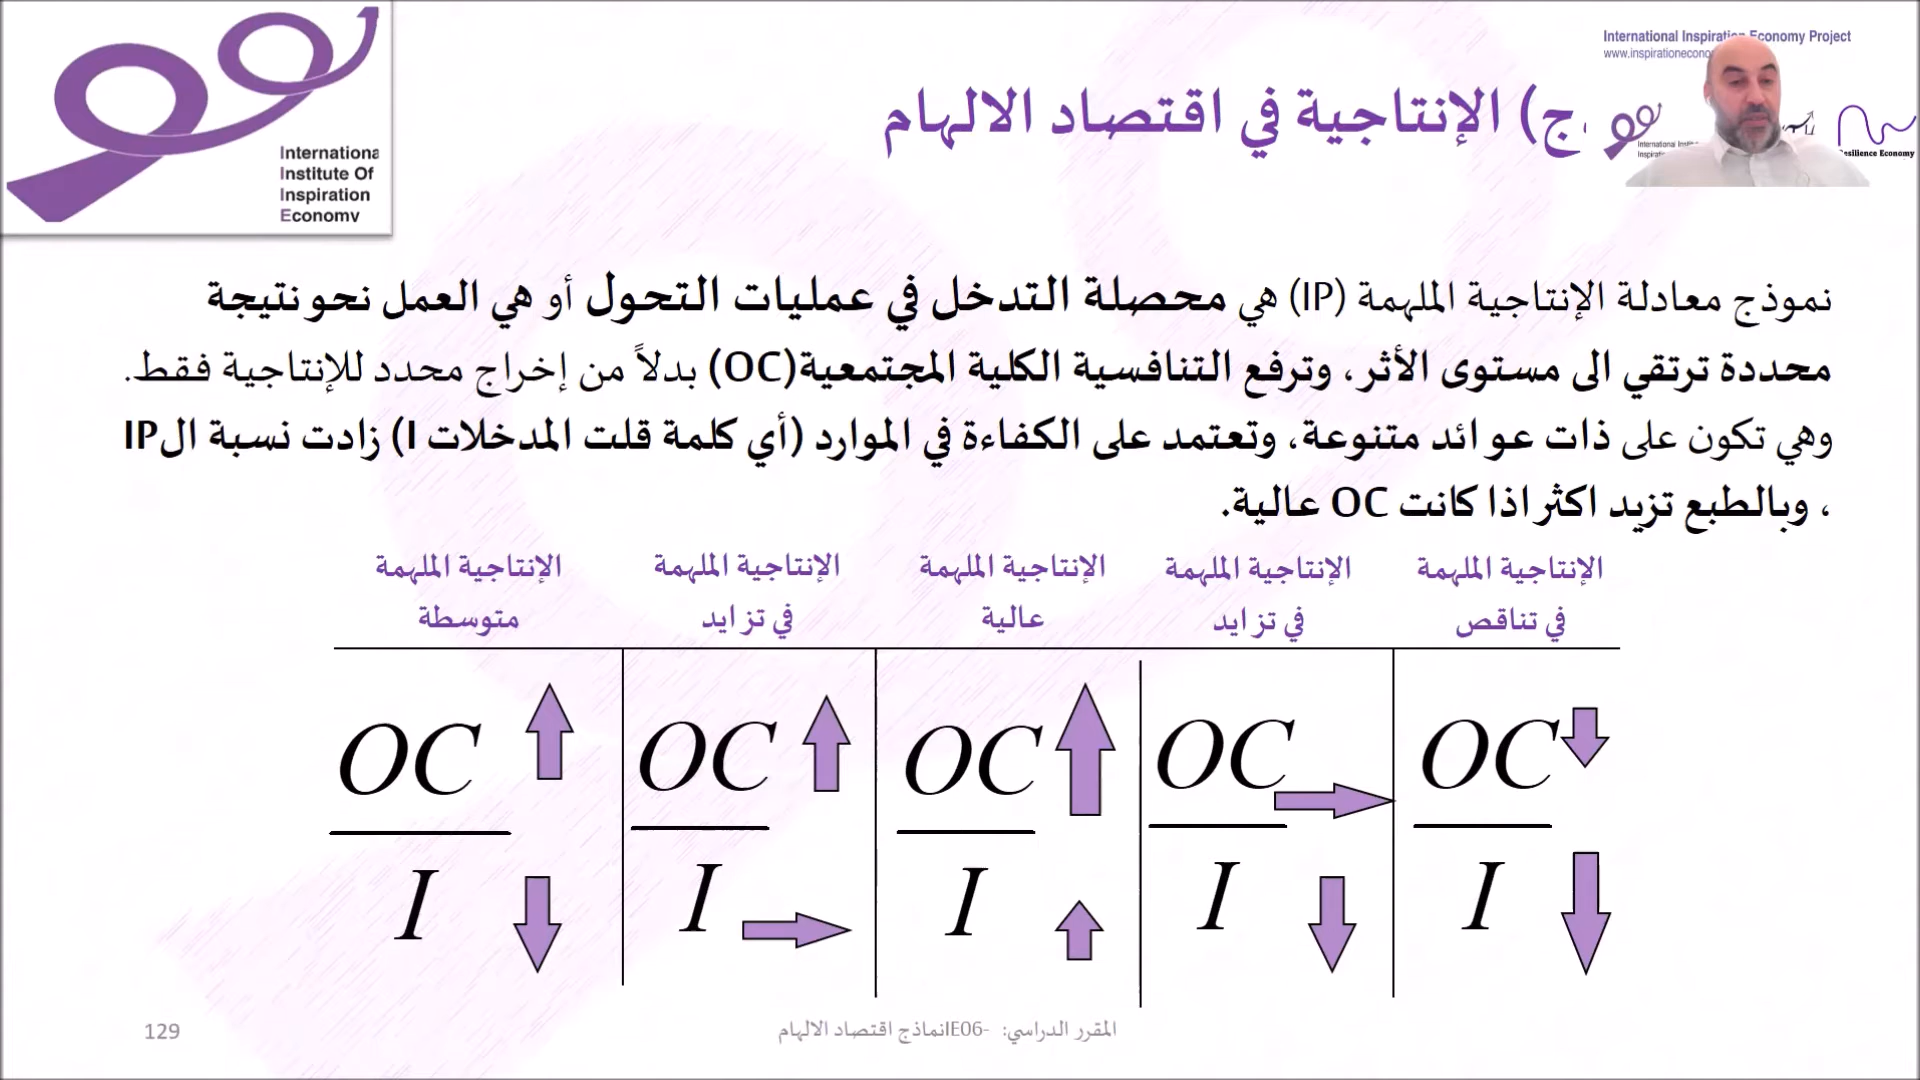 International
Institute Of
Inspiration
Economy
International Inspiration Economy Project
ج) الإنتاجية في اقتصاد الالهام
Resilience Economy
نموذج معادلة الإنتاجية الملهمة (IP) هي محصلة التدخل في عمليات التحول أو هي العمل نحو نتيجة
محددة ترتقي الى مستوى الأثر، وترفع التنافسية الكلية المجتمعية(OC) بدلاً من إخراج محدد للإنتاجية فقط.
وهي تكون على ذات عوائد متنوعة، وتعتمد على الكفاءة في الموارد (أي كلمة قلت المدخلات I) زادت نسبة الIP
، وبالطبع تزيد اكثر اذا كانت OC عالية.
الإنتاجية الملهمة
في تناقص
الإنتاجية الملهمة
في تزايد
الإنتاجية الملهمة
عالية
الإنتاجية الملهمة
في تزايد
الإنتاجية الملهمة
متوسطة
OC
I
OC
I
OC
I
OC
I
OC
I
المقرر الدراسي: -IE06نماذج اقتصاد الالهام
129